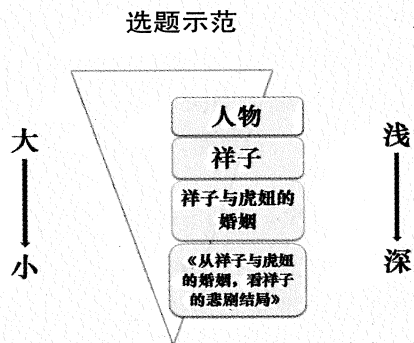 选题示范
人物
大
浅
祥子
祥子与虎妞的
婚姻
小
深
《从祥子与虎妞
的婚姻，看祥子
的悲剧结局》